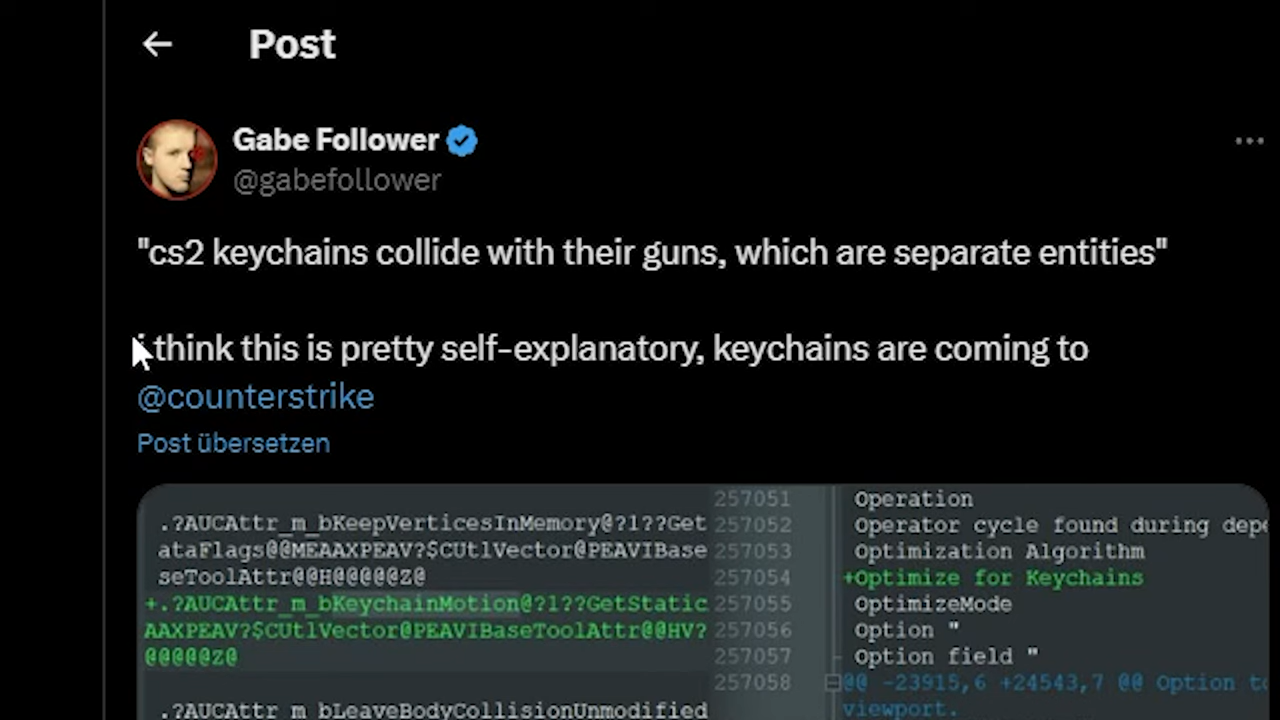 Post
Gabe Follower
@gabefollower
"cs2 keychains collide with their guns, which are separate entities"
i think this is pretty self-explanatory, keychains are coming to
@counterstrike
Post übersetzen
.?AUCAttr_m_bKeepVerticesInMemory@?1??Get
ataFlags@@MEAAXPEAV?$CUtlVector@PEAVIBase
seToolAttr@@H@@@@@Z@
+.?AUCAttr_m_bKeychainMotion@?1??GetStatic
AAXPEAV?$CUtlVector@PEAVIBaseToolAttr@@HV?
@@@@@Z@
.?AUCAttr_m_bLeaveBodyCollisionUnmodified
257051 Operation
257052 Operator cycle found during depe
257053 Optimization Algorithm
257054 +Optimize for Keychains
257055 OptimizeMode
257056 Option "
257057 - Option field "
257058 @@ -23915,6 +24543,7 @@ Option to
viewport.